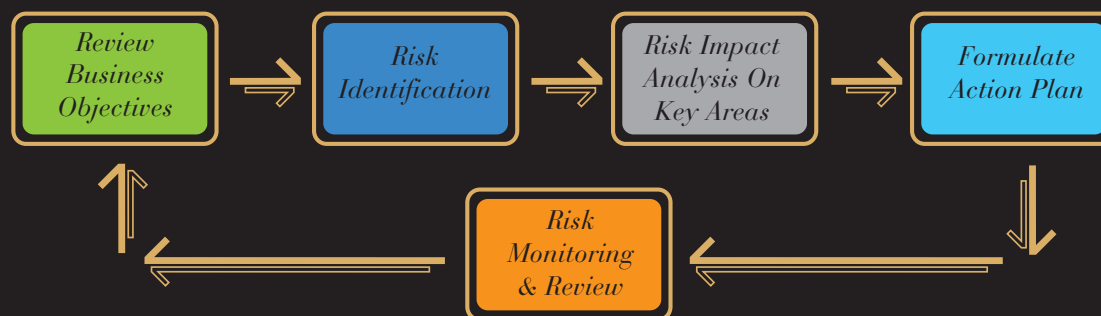 Review
Business
Objectives
Risk
Identification
Risk Impact
Analysis On
Key Areas
Formulate
Action Plan
Risk
Monitoring
& Review